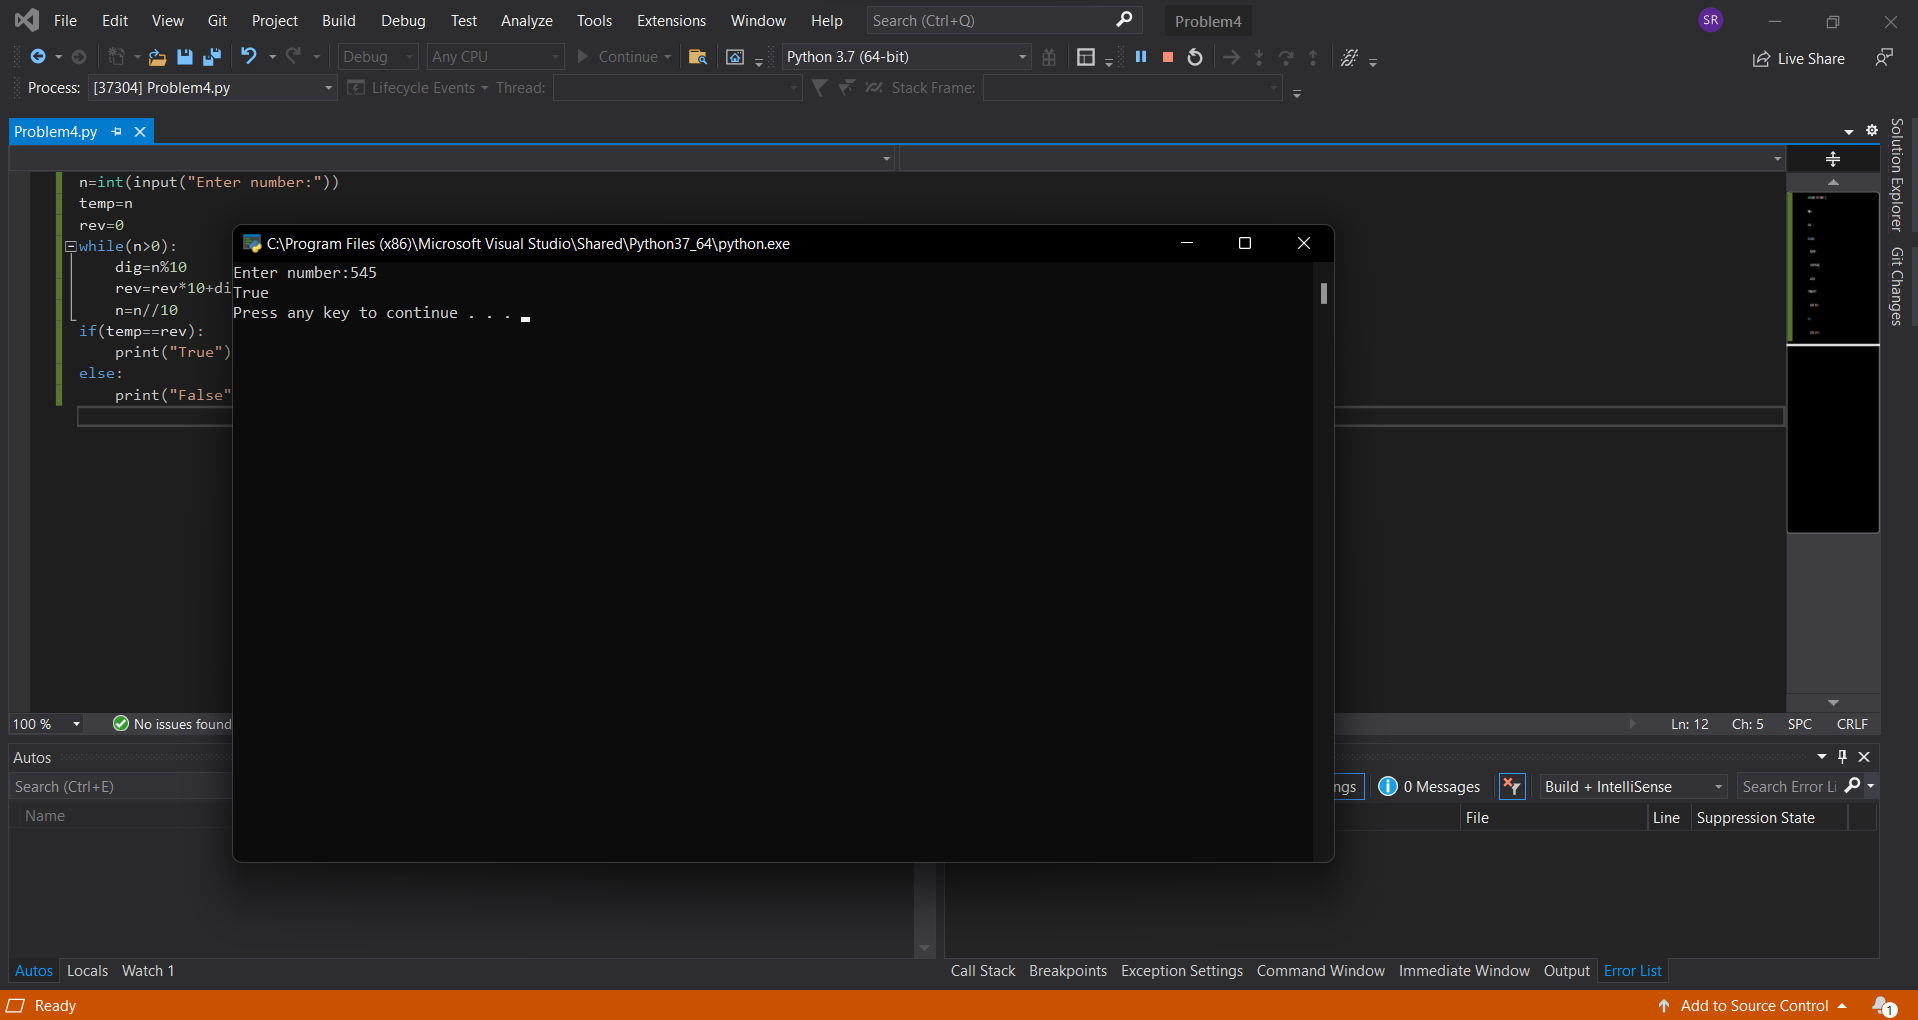 File Edit View Git Project Build Debug Test Analyze Tools Extensions Window Help Search (Ctrl+Q) Problem4 SR
Debug Any CPU Continue Python 3.7 (64-bit) Live Share
Process: [37304] Problem4.py Lifecycle Events Thread: Stack Frame:
Problem4.py
n=int(input("Enter number:"))
temp=n
rev=0
while(n>0):
dig=n%10
rev=rev*10+di
n=n//10
if(temp==rev):
print("True")
else:
print("False"
C:\Program Files (x86)\Microsoft Visual Studio\Shared\Python37_64\python.exe
Enter number:545
True
Press any key to continue . . .
Solution Explorer
Git Changes
100 % No issues found Ln: 12 Ch: 5 SPC CRLF
Autos
Search (Ctrl+E)
Name
ngs 0 Messages Build + IntelliSense Search Error Li
File Line Suppression State
Autos Locals Watch 1
Call Stack Breakpoints Exception Settings Command Window Immediate Window Output Error List
Ready Add to Source Control 1